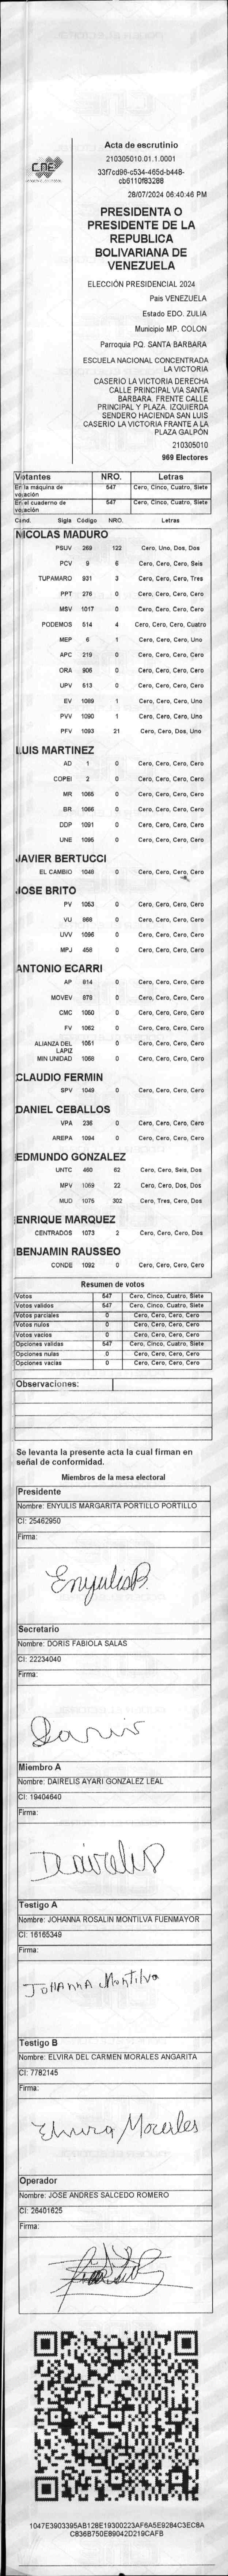 CNE
Acta de escrutinio
210305010.01.1.0001
33f7cd96-c534-465d-b448-
cb6110f83288
28/07/2024 06:40:46 PM
PRESIDENTA O
PRESIDENTE DE LA
REPUBLICA
BOLIVARIANA DE
VENEZUELA
ELECCIÓN PRESIDENCIAL 2024
País VENEZUELA
Estado EDO. ZULIA
Municipio MP. COLON
Parroquia PQ. SANTA BARBARA
ESCUELA NACIONAL CONCENTRADA
LA VICTORIA
CASERIO LA VICTORIA DERECHA
CALLE PRINCIPAL VIA SANTA
BARBARA. FRENTE CALLE
PRINCIPAL Y PLAZA. IZQUIERDA
SENDERO HACIENDA SAN LUIS
CASERIO LA VICTORIA FRENTE A LA
PLAZA GALPÓN
210305010
969 Electores
Votantes NRO. Letras
En la máquina de votación 547 Cero, Cinco, Cuatro, Siete
En el cuaderno de votación 547 Cero, Cinco, Cuatro, Siete
Cand. Sigla Código NRO. Letras
NICOLAS MADURO
PSUV 269 122 Cero, Uno, Dos, Dos
PCV 9 6 Cero, Cero, Cero, Seis
TUPAMARO 931 3 Cero, Cero, Cero, Tres
PPT 276 0 Cero, Cero, Cero, Cero
MSV 1017 0 Cero, Cero, Cero, Cero
PODEMOS 514 4 Cero, Cero, Cero, Cuatro
MEP 6 1 Cero, Cero, Cero, Uno
APC 219 0 Cero, Cero, Cero, Cero
ORA 906 0 Cero, Cero, Cero, Cero
UPV 613 0 Cero, Cero, Cero, Cero
EV 1089 1 Cero, Cero, Cero, Uno
PVV 1090 1 Cero, Cero, Cero, Uno
PFV 1093 21 Cero, Cero, Dos, Uno
LUIS MARTINEZ
AD 1 0 Cero, Cero, Cero, Cero
COPEI 2 0 Cero, Cero, Cero, Cero
MR 1065 0 Cero, Cero, Cero, Cero
BR 1066 0 Cero, Cero, Cero, Cero
DDP 1091 0 Cero, Cero, Cero, Cero
UNE 1095 0 Cero, Cero, Cero, Cero
JAVIER BERTUCCI
EL CAMBIO 1048 0 Cero, Cero, Cero, Cero
JOSE BRITO
PV 1053 0 Cero, Cero, Cero, Cero
VU 868 0 Cero, Cero, Cero, Cero
UVV 1096 0 Cero, Cero, Cero, Cero
MPJ 458 0 Cero, Cero, Cero, Cero
ANTONIO ECARRI
AP 814 0 Cero, Cero, Cero, Cero
MOVEV 878 0 Cero, Cero, Cero, Cero
CMC 1050 0 Cero, Cero, Cero, Cero
FV 1062 0 Cero, Cero, Cero, Cero
ALIANZA DEL LAPIZ 1051 0 Cero, Cero, Cero, Cero
MIN UNIDAD 1068 0 Cero, Cero, Cero, Cero
CLAUDIO FERMIN
SPV 1049 0 Cero, Cero, Cero, Cero
DANIEL CEBALLOS
VPA 236 0 Cero, Cero, Cero, Cero
AREPA 1094 0 Cero, Cero, Cero, Cero
EDMUNDO GONZALEZ
UNTC 460 62 Cero, Cero, Seis, Dos
MPV 1069 22 Cero, Cero, Dos, Dos
MUD 1075 302 Cero, Tres, Cero, Dos
ENRIQUE MARQUEZ
CENTRADOS 1073 2 Cero, Cero, Cero, Dos
BENJAMIN RAUSSEO
CONDE 1092 0 Cero, Cero, Cero, Cero
Resumen de votos
Votos 547 Cero, Cinco, Cuatro, Siete
Votos validos 547 Cero, Cinco, Cuatro, Siete
Votos parciales 0 Cero, Cero, Cero, Cero
Votos nulos 0 Cero, Cero, Cero, Cero
Votos vacios 0 Cero, Cero, Cero, Cero
Opciones validas 547 Cero, Cinco, Cuatro, Siete
Opciones nulas 0 Cero, Cero, Cero, Cero
Opciones vacias 0 Cero, Cero, Cero, Cero
Observaciones:
Se levanta la presente acta la cual firman en
señal de conformidad.
Miembros de la mesa electoral
Presidente
Nombre: ENYULIS MARGARITA PORTILLO PORTILLO
CI: 25462950
Firma:
EnyulisP.
Secretario
Nombre: DORIS FABIOLA SALAS
CI: 22234040
Firma:
Doris
Miembro A
Nombre: DAIRELIS AYARI GONZALEZ LEAL
CI: 19404640
Firma:
Dairelis
Testigo A
Nombre: JOHANNA ROSALIN MONTILVA FUENMAYOR
CI: 16165349
Firma:
JoHAnnA Montilva
Testigo B
Nombre: ELVIRA DEL CARMEN MORALES ANGARITA
CI: 7782145
Firma:
Elvira Morales
Operador
Nombre: JOSE ANDRES SALCEDO ROMERO
CI: 26401625
Firma:
1047E3903395AB128E19300223AF6A5E9284C3EC8A
C836B750E89042D219CAFB